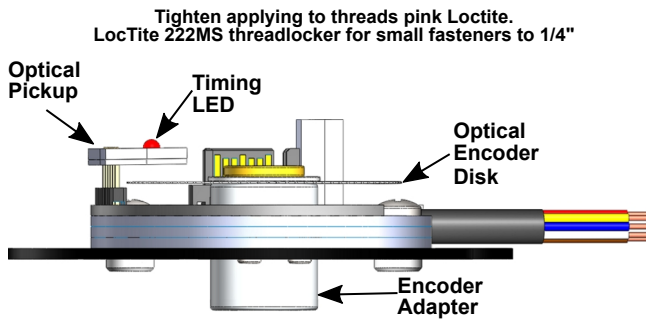 Tighten applying to threads pink Loctite.
LocTite 222MS threadlocker for small fasteners to 1/4"
Optical
Pickup
Timing
LED
Optical
Encoder
Disk
Encoder
Adapter